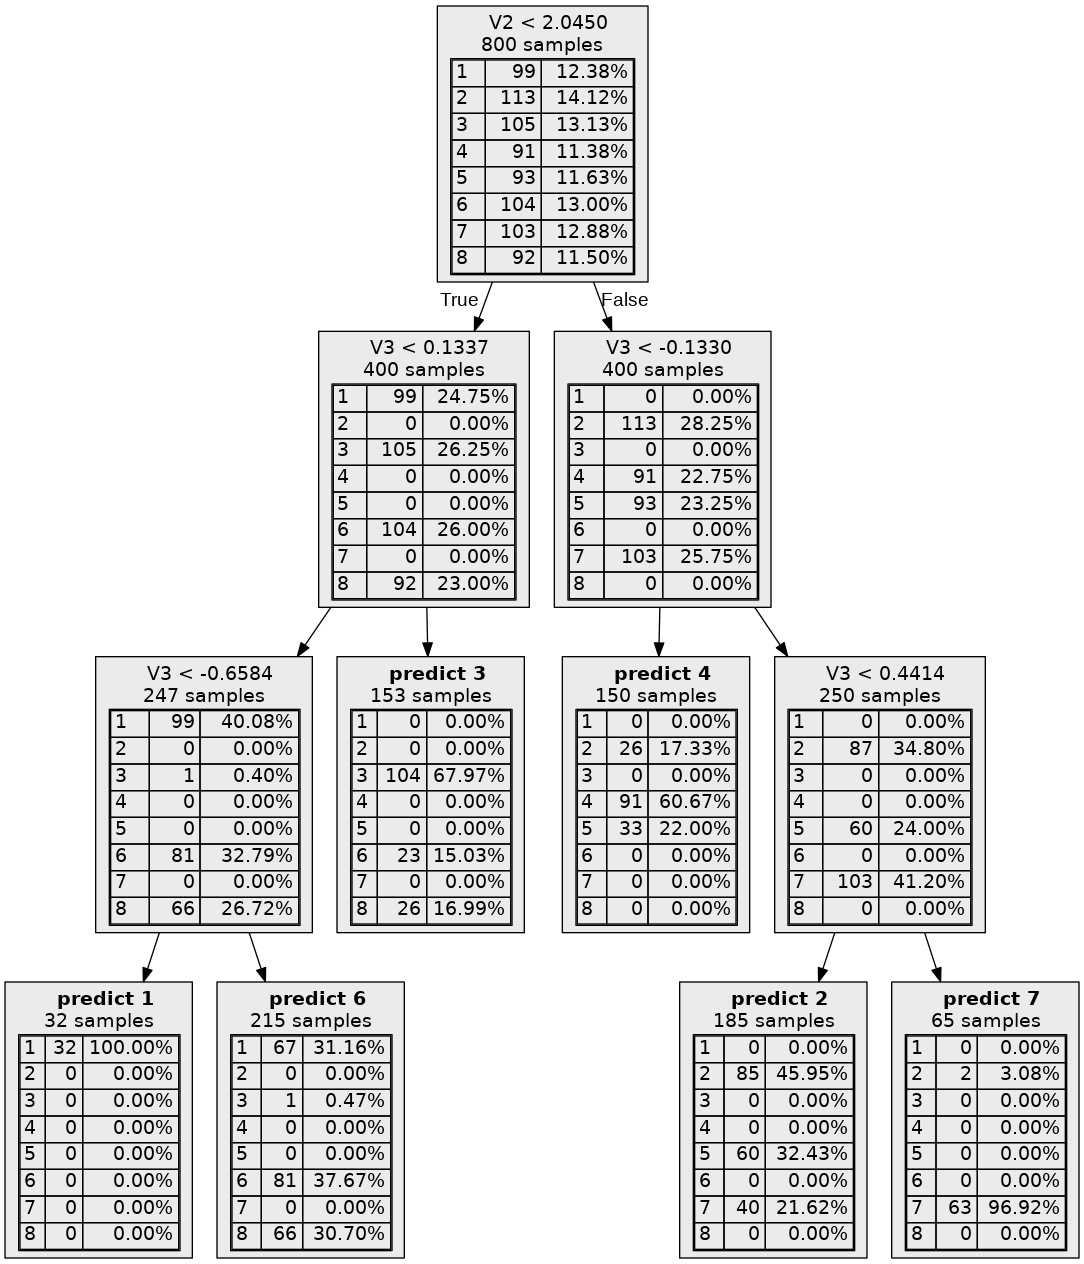 V2 < 2.0450
800 samples
1 99 12.38%
2 113 14.12%
3 105 13.13%
4 91 11.38%
5 93 11.63%
6 104 13.00%
7 103 12.88%
8 92 11.50%
True
False
V3 < 0.1337
400 samples
1 99 24.75%
2 0 0.00%
3 105 26.25%
4 0 0.00%
5 0 0.00%
6 104 26.00%
7 0 0.00%
8 92 23.00%
V3 < -0.1330
400 samples
1 0 0.00%
2 113 28.25%
3 0 0.00%
4 91 22.75%
5 93 23.25%
6 0 0.00%
7 103 25.75%
8 0 0.00%
V3 < -0.6584
247 samples
1 99 40.08%
2 0 0.00%
3 1 0.40%
4 0 0.00%
5 0 0.00%
6 81 32.79%
7 0 0.00%
8 66 26.72%
predict 3
153 samples
1 0 0.00%
2 0 0.00%
3 104 67.97%
4 0 0.00%
5 0 0.00%
6 23 15.03%
7 0 0.00%
8 26 16.99%
predict 4
150 samples
1 0 0.00%
2 26 17.33%
3 0 0.00%
4 91 60.67%
5 33 22.00%
6 0 0.00%
7 0 0.00%
8 0 0.00%
V3 < 0.4414
250 samples
1 0 0.00%
2 87 34.80%
3 0 0.00%
4 0 0.00%
5 60 24.00%
6 0 0.00%
7 103 41.20%
8 0 0.00%
predict 1
32 samples
1 32 100.00%
2 0 0.00%
3 0 0.00%
4 0 0.00%
5 0 0.00%
6 0 0.00%
7 0 0.00%
8 0 0.00%
predict 6
215 samples
1 67 31.16%
2 0 0.00%
3 1 0.47%
4 0 0.00%
5 0 0.00%
6 81 37.67%
7 0 0.00%
8 66 30.70%
predict 2
185 samples
1 0 0.00%
2 85 45.95%
3 0 0.00%
4 0 0.00%
5 60 32.43%
6 0 0.00%
7 40 21.62%
8 0 0.00%
predict 7
65 samples
1 0 0.00%
2 2 3.08%
3 0 0.00%
4 0 0.00%
5 0 0.00%
6 0 0.00%
7 63 96.92%
8 0 0.00%